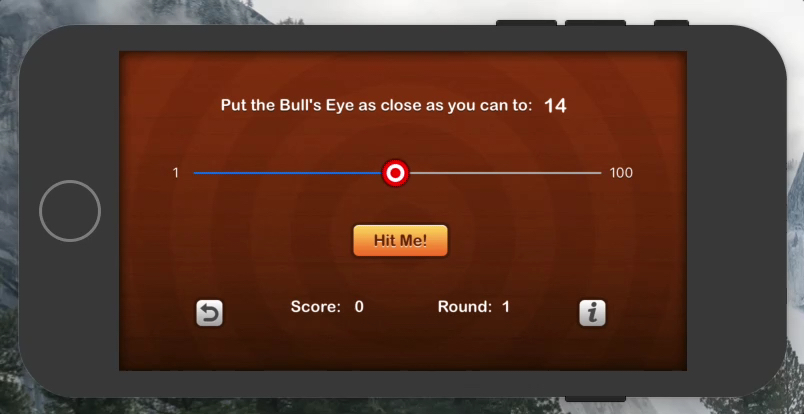 Put the Bull's Eye as close as you can to: 14
1 100
Hit Me!
Score: 0 Round: 1
i